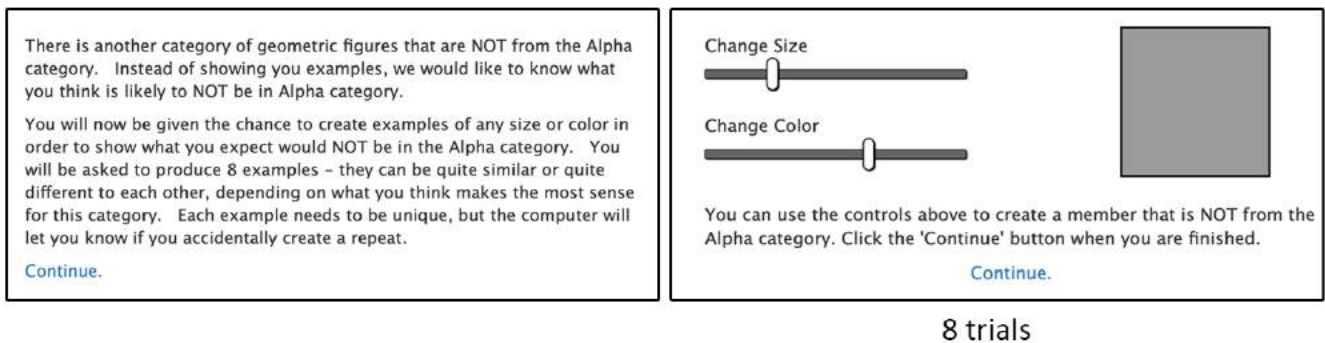 There is another category of geometric figures that are NOT from the Alpha
category.   Instead of showing you examples, we would like to know what
you think is likely to NOT be in Alpha category.
You will now be given the chance to create examples of any size or color in
order to show what you expect would NOT be in the Alpha category.   You
will be asked to produce 8 examples – they can be quite similar or quite
different to each other, depending on what you think makes the most sense
for this category.   Each example needs to be unique, but the computer will
let you know if you accidentally create a repeat.
Continue.
Change Size
Change Color
You can use the controls above to create a member that is NOT from the
Alpha category. Click the 'Continue' button when you are finished.
Continue.
8 trials